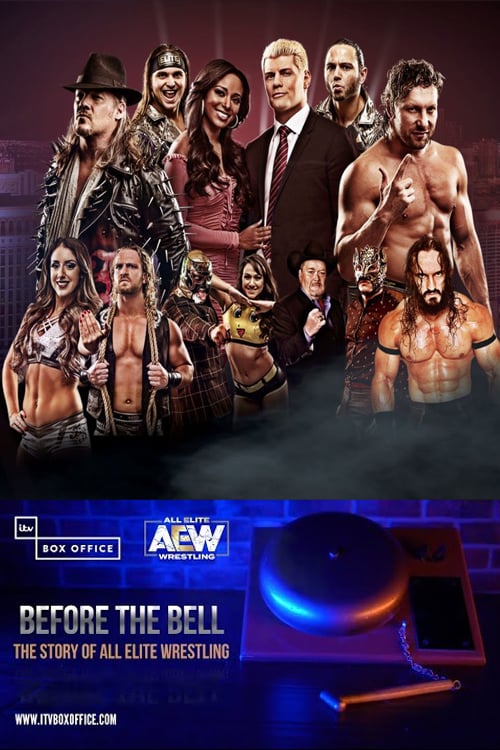 ELITE
itv
BOX OFFICE
ALL ELITE
AEW
WRESTLING
BEFORE THE BELL
THE STORY OF ALL ELITE WRESTLING
WWW.ITVBOXOFFICE.COM